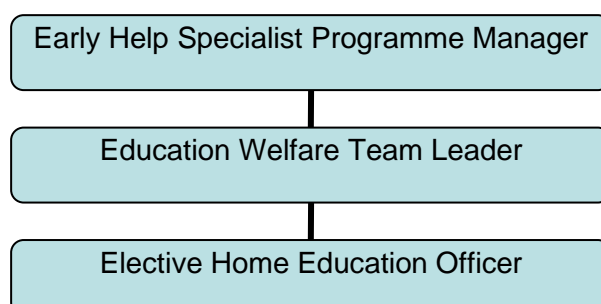 Early Help Specialist Programme Manager
Education Welfare Team Leader
Elective Home Education Officer